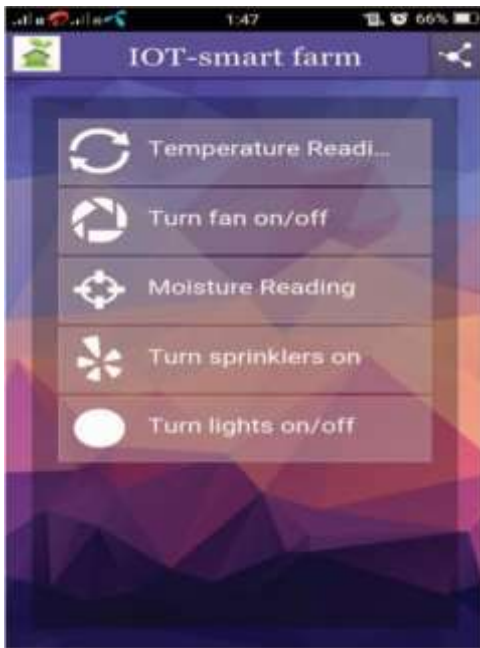 1:47
66%
IOT-smart farm
Temperature Readi...
Turn fan on/off
Moisture Reading
Turn sprinklers on
Turn lights on/off